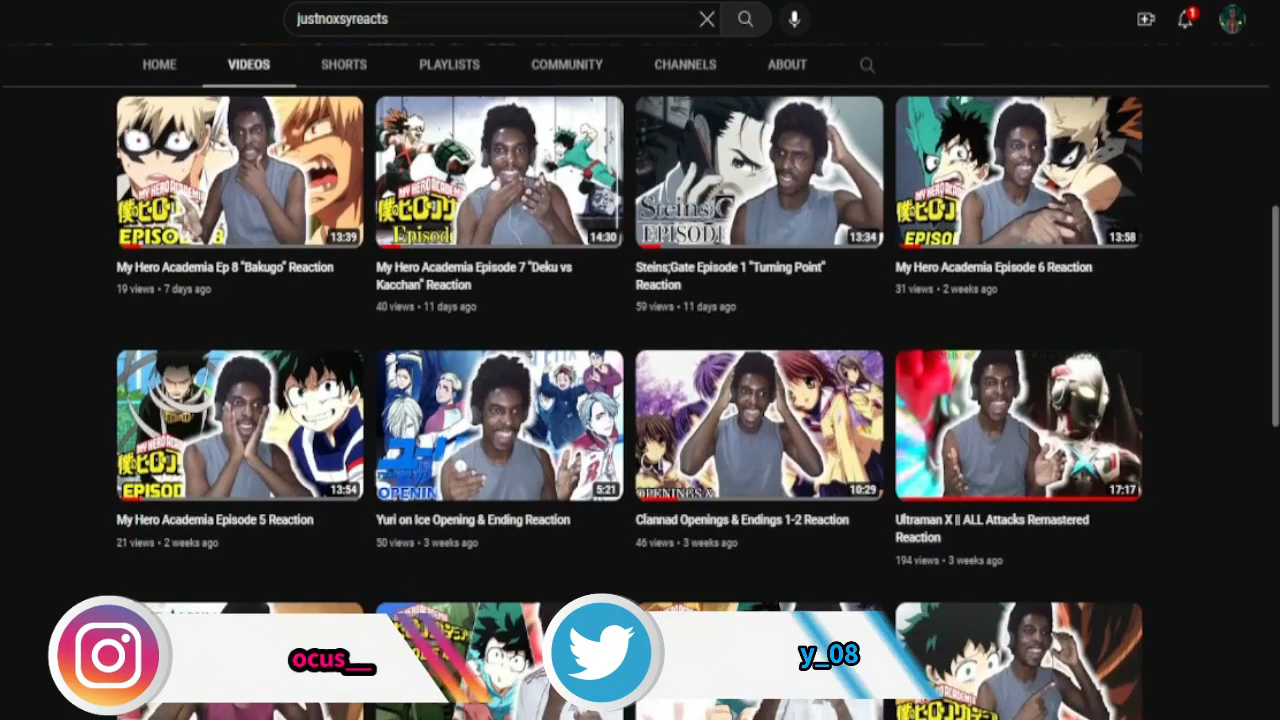 justnoxsyreacts
1
HOME VIDEOS SHORTS PLAYLISTS COMMUNITY CHANNELS ABOUT
13:39
14:30
13:34
13:58
My Hero Academia Ep 8 "Bakugo" Reaction
19 views • 7 days ago
My Hero Academia Episode 7 "Deku vs
Kacchan" Reaction
40 views • 11 days ago
Steins;Gate Episode 1 "Turning Point"
Reaction
59 views • 11 days ago
My Hero Academia Episode 6 Reaction
31 views • 2 weeks ago
13:54
5:21
10:29
17:17
My Hero Academia Episode 5 Reaction
21 views • 2 weeks ago
Yuri on Ice Opening & Ending Reaction
50 views • 3 weeks ago
Clannad Openings & Endings 1-2 Reaction
46 views • 3 weeks ago
Ultraman X || ALL Attacks Remastered
Reaction
194 views • 3 weeks ago
ocus__
y_08